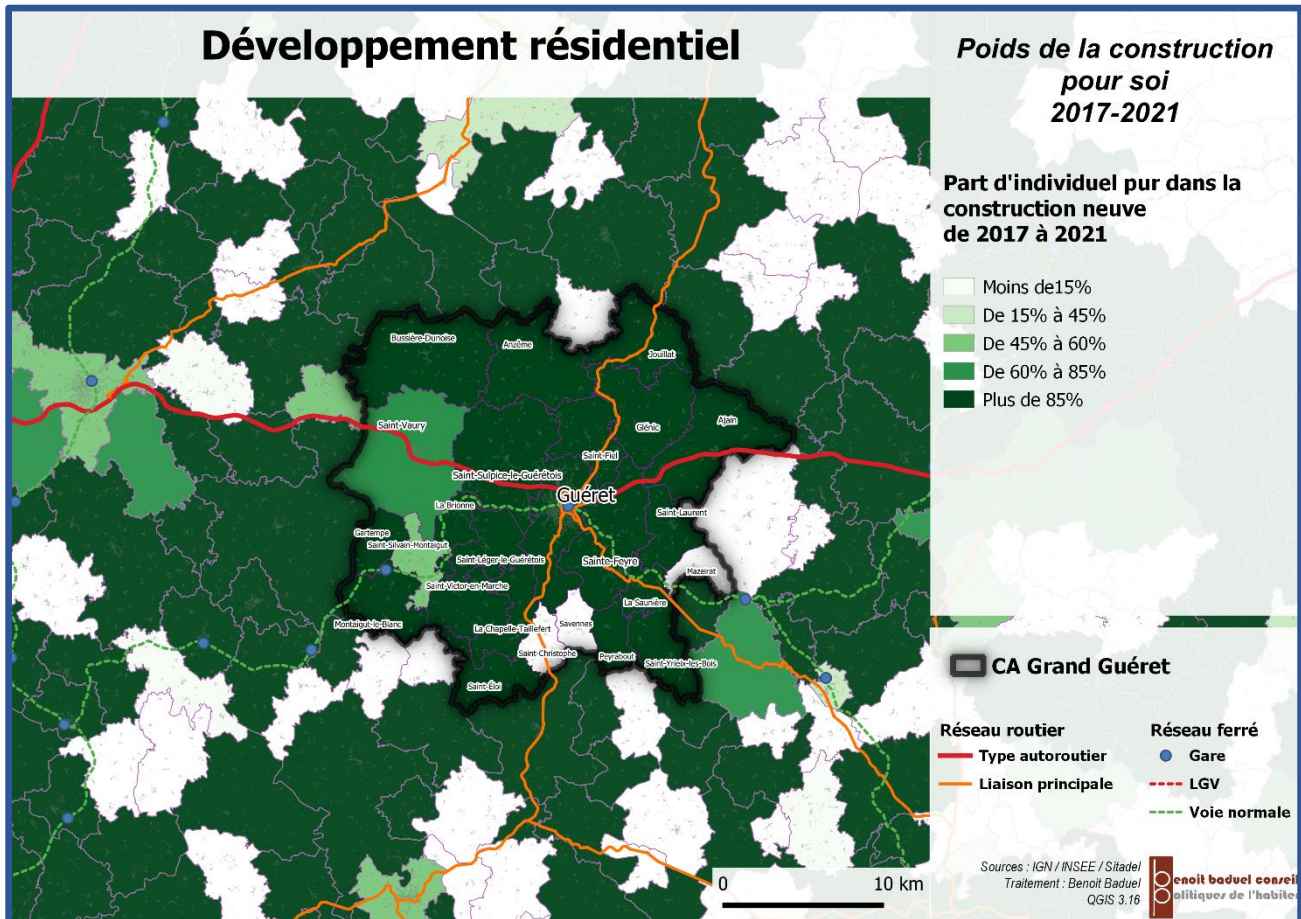 Développement résidentiel
Poids de la construction
pour soi
2017-2021
Part d'individuel pur dans la
construction neuve
de 2017 à 2021
Moins de15%
De 15% à 45%
De 45% à 60%
De 60% à 85%
Plus de 85%
Bussière-Dunoise
Anzême
Jouillat
Saint-Vaury
Glénic
Ajain
Saint-Fiel
Saint-Sulpice-le-Guérétois
Guéret
La Brionne
Saint-Laurent
Gartempe
Saint-Silvain-Montaigut
Saint-Léger-le-Guérétois
Sainte-Feyre
Mazeirat
Saint-Victor-en-Marche
La Saunière
Montaigut-le-Blanc
La Chapelle-Taillefert
Savennes
Saint-Christophe
Peyrabout
Saint-Yrieix-les-Bois
Saint-Éloi
CA Grand Guéret
Réseau routier
Type autoroutier
Liaison principale
Réseau ferré
Gare
LGV
Voie normale
0 10 km
Sources : IGN / INSEE / Sitadel
Traitement : Benoit Baduel
QGIS 3.16
benoit baduel conseil
politiques de l'habitat